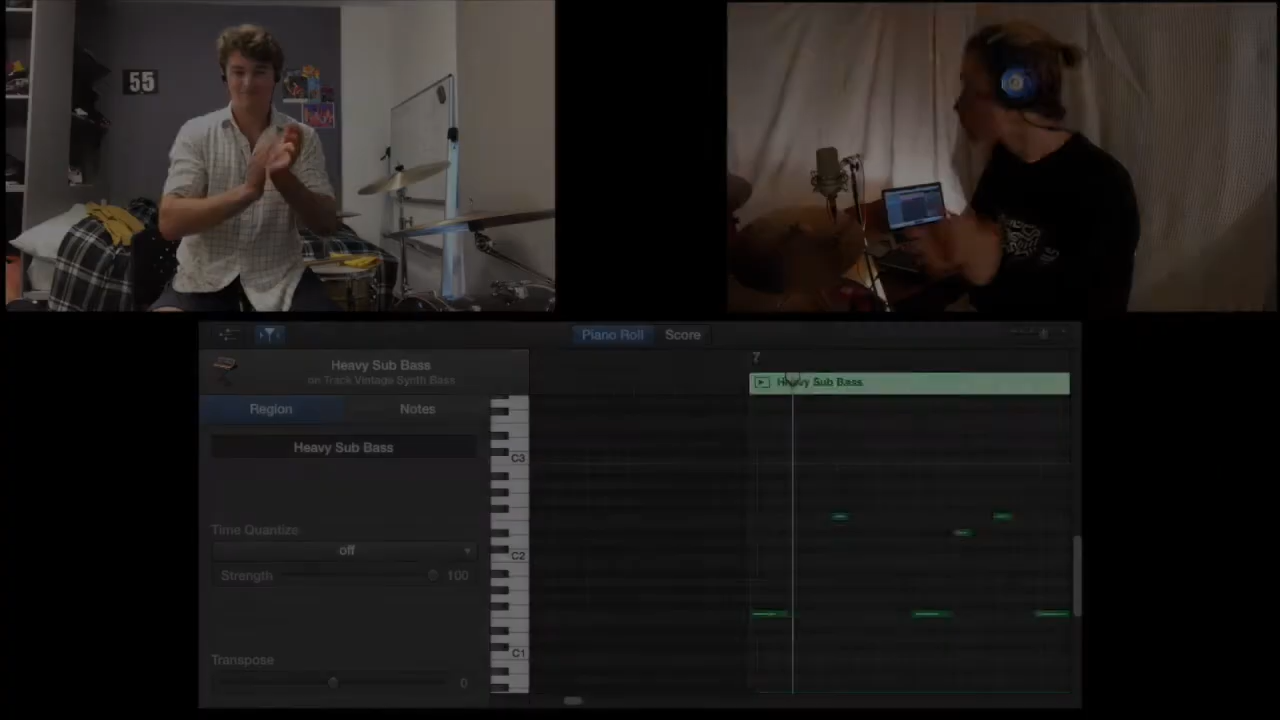 55
Piano Roll
Score
Heavy Sub Bass
on Track Vintage Synth Bass
7
Heavy Sub Bass
Region
Notes
Heavy Sub Bass
C3
Time Quantize
off
C2
Strength
100
C1
Transpose
0